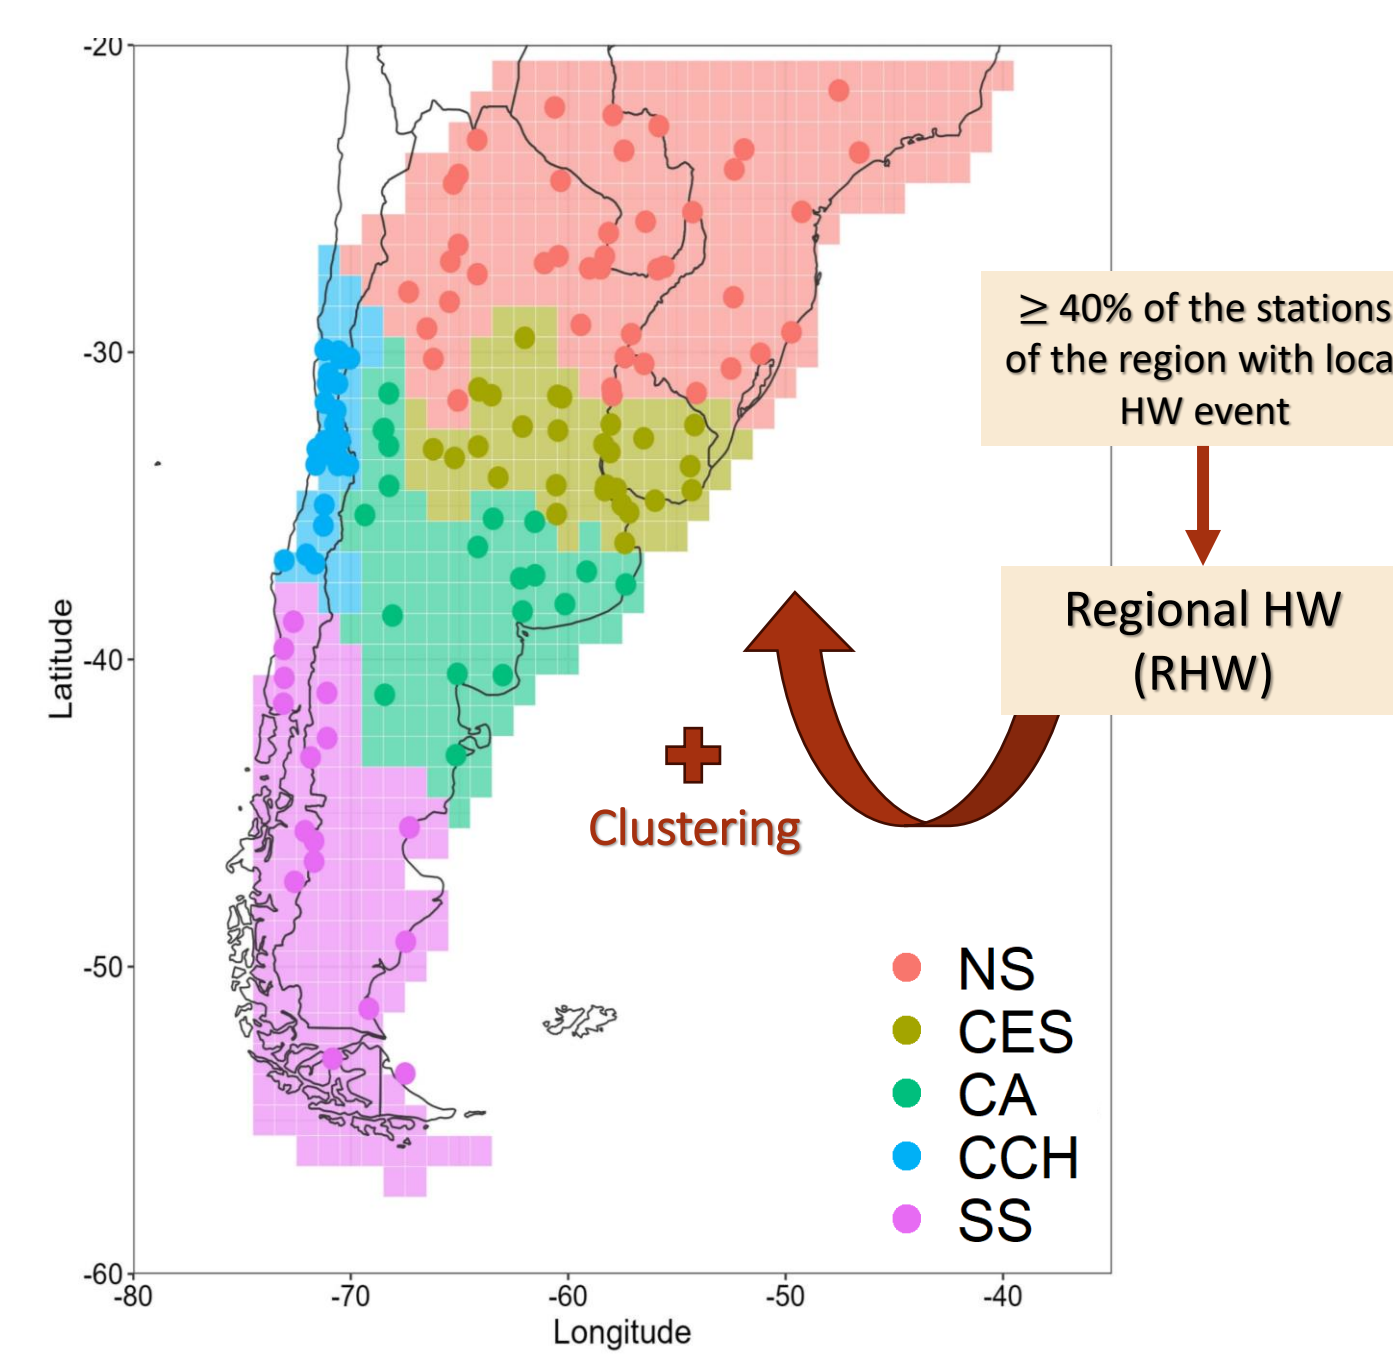 -20
-30
-40
-50
-60
-80
-70
-60
-50
-40
Latitude
Longitude
≥ 40% of the stations
of the region with loca
HW event
Regional HW
(RHW)
Clustering
NS
CES
CA
CCH
SS